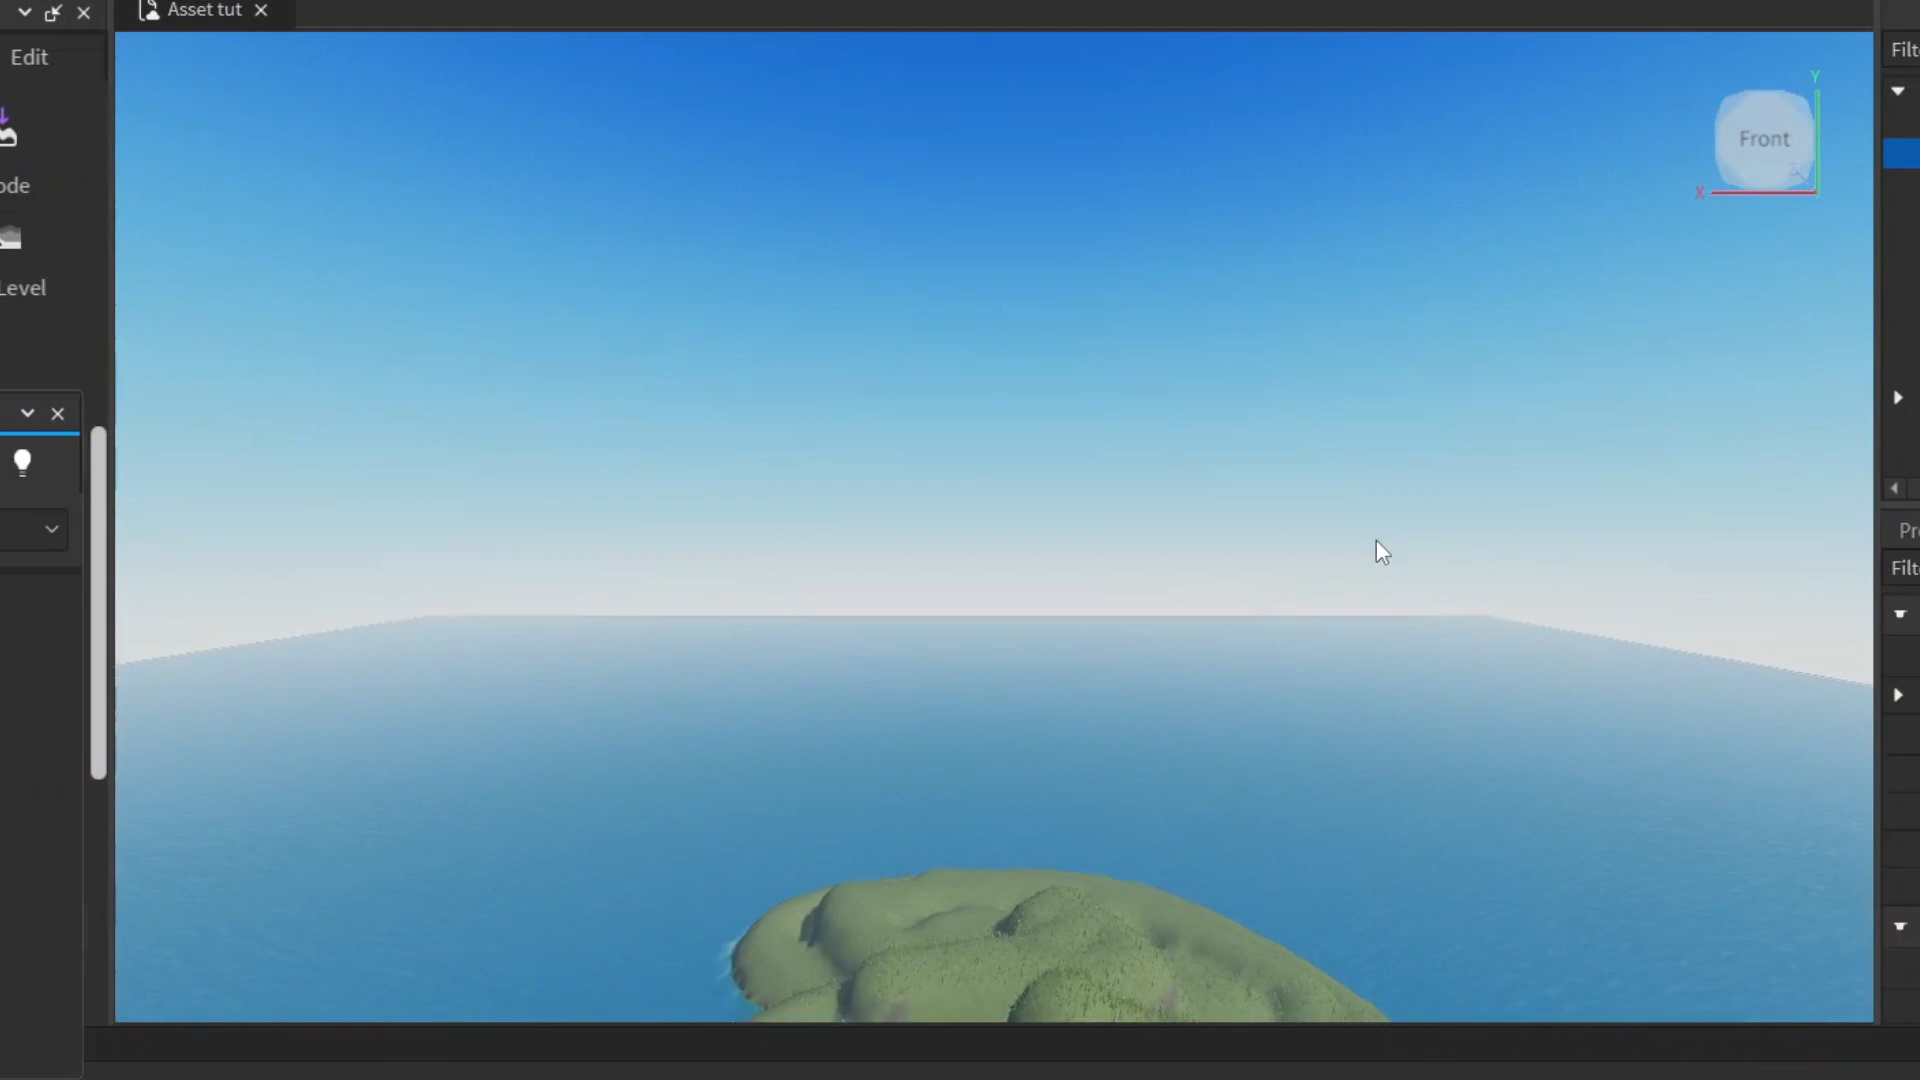 Asset tut
Edit
ode
Level
Front
Y
X
Z
Filt
Pr
Filt